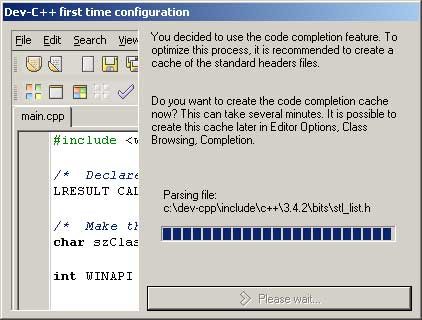 Dev-C++ first time configuration
File Edit Search View
main.cpp
#include <w
/* Declare
LRESULT CAL
/* Make th
char szClas
int WINAPI
You decided to use the code completion feature. To
optimize this process, it is recommended to create a
cache of the standard headers files.
Do you want to create the code completion cache
now? This can take several minutes. It is possible to
create this cache later in Editor Options, Class
Browsing, Completion.
Parsing file:
c:\dev-cpp\include\c++\3.4.2\bits\stl_list.h
Please wait...